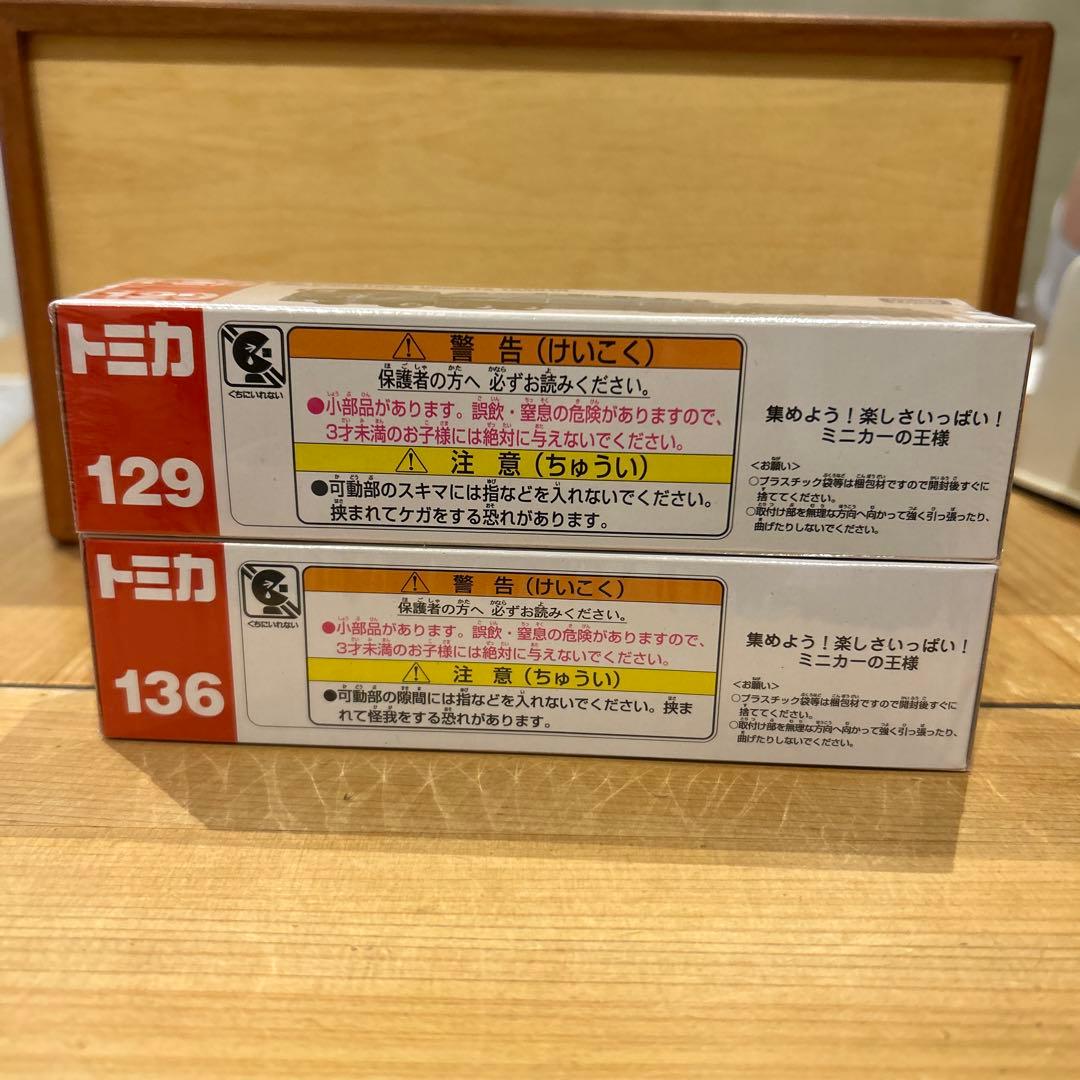 トミカ
129
くちにいれない
警告(けいこく)
保護者の方へ 必ずお読みください。
●小部品があります。誤飲・窒息の危険がありますので、
3才未満のお子様には絶対に与えないでください。
注意(ちゅうい)
●可動部のスキマには指などを入れないでください。
挟まれてケガをする恐れがあります。
集めよう!楽しさいっぱい!
ミニカーの王様
<お願い>
○プラスチック袋等は梱包材ですので開封後すぐに
捨ててください。
○取付け部を無理な方向へ向かって強く引っ張ったり、
曲げたりしないでください。
トミカ
136
くちにいれない
警告(けいこく)
保護者の方へ 必ずお読みください。
●小部品があります。誤飲・窒息の危険がありますので、
3才未満のお子様には絶対に与えないでください。
注意(ちゅうい)
●可動部の隙間には指などを入れないでください。挟ま
れて怪我をする恐れがあります。
集めよう!楽しさいっぱい!
ミニカーの王様
<お願い>
○プラスチック袋等は梱包材ですので開封後すぐに
捨ててください。
○取付け部を無理な方向へ向かって強く引っ張ったり、
曲げたりしないでください。